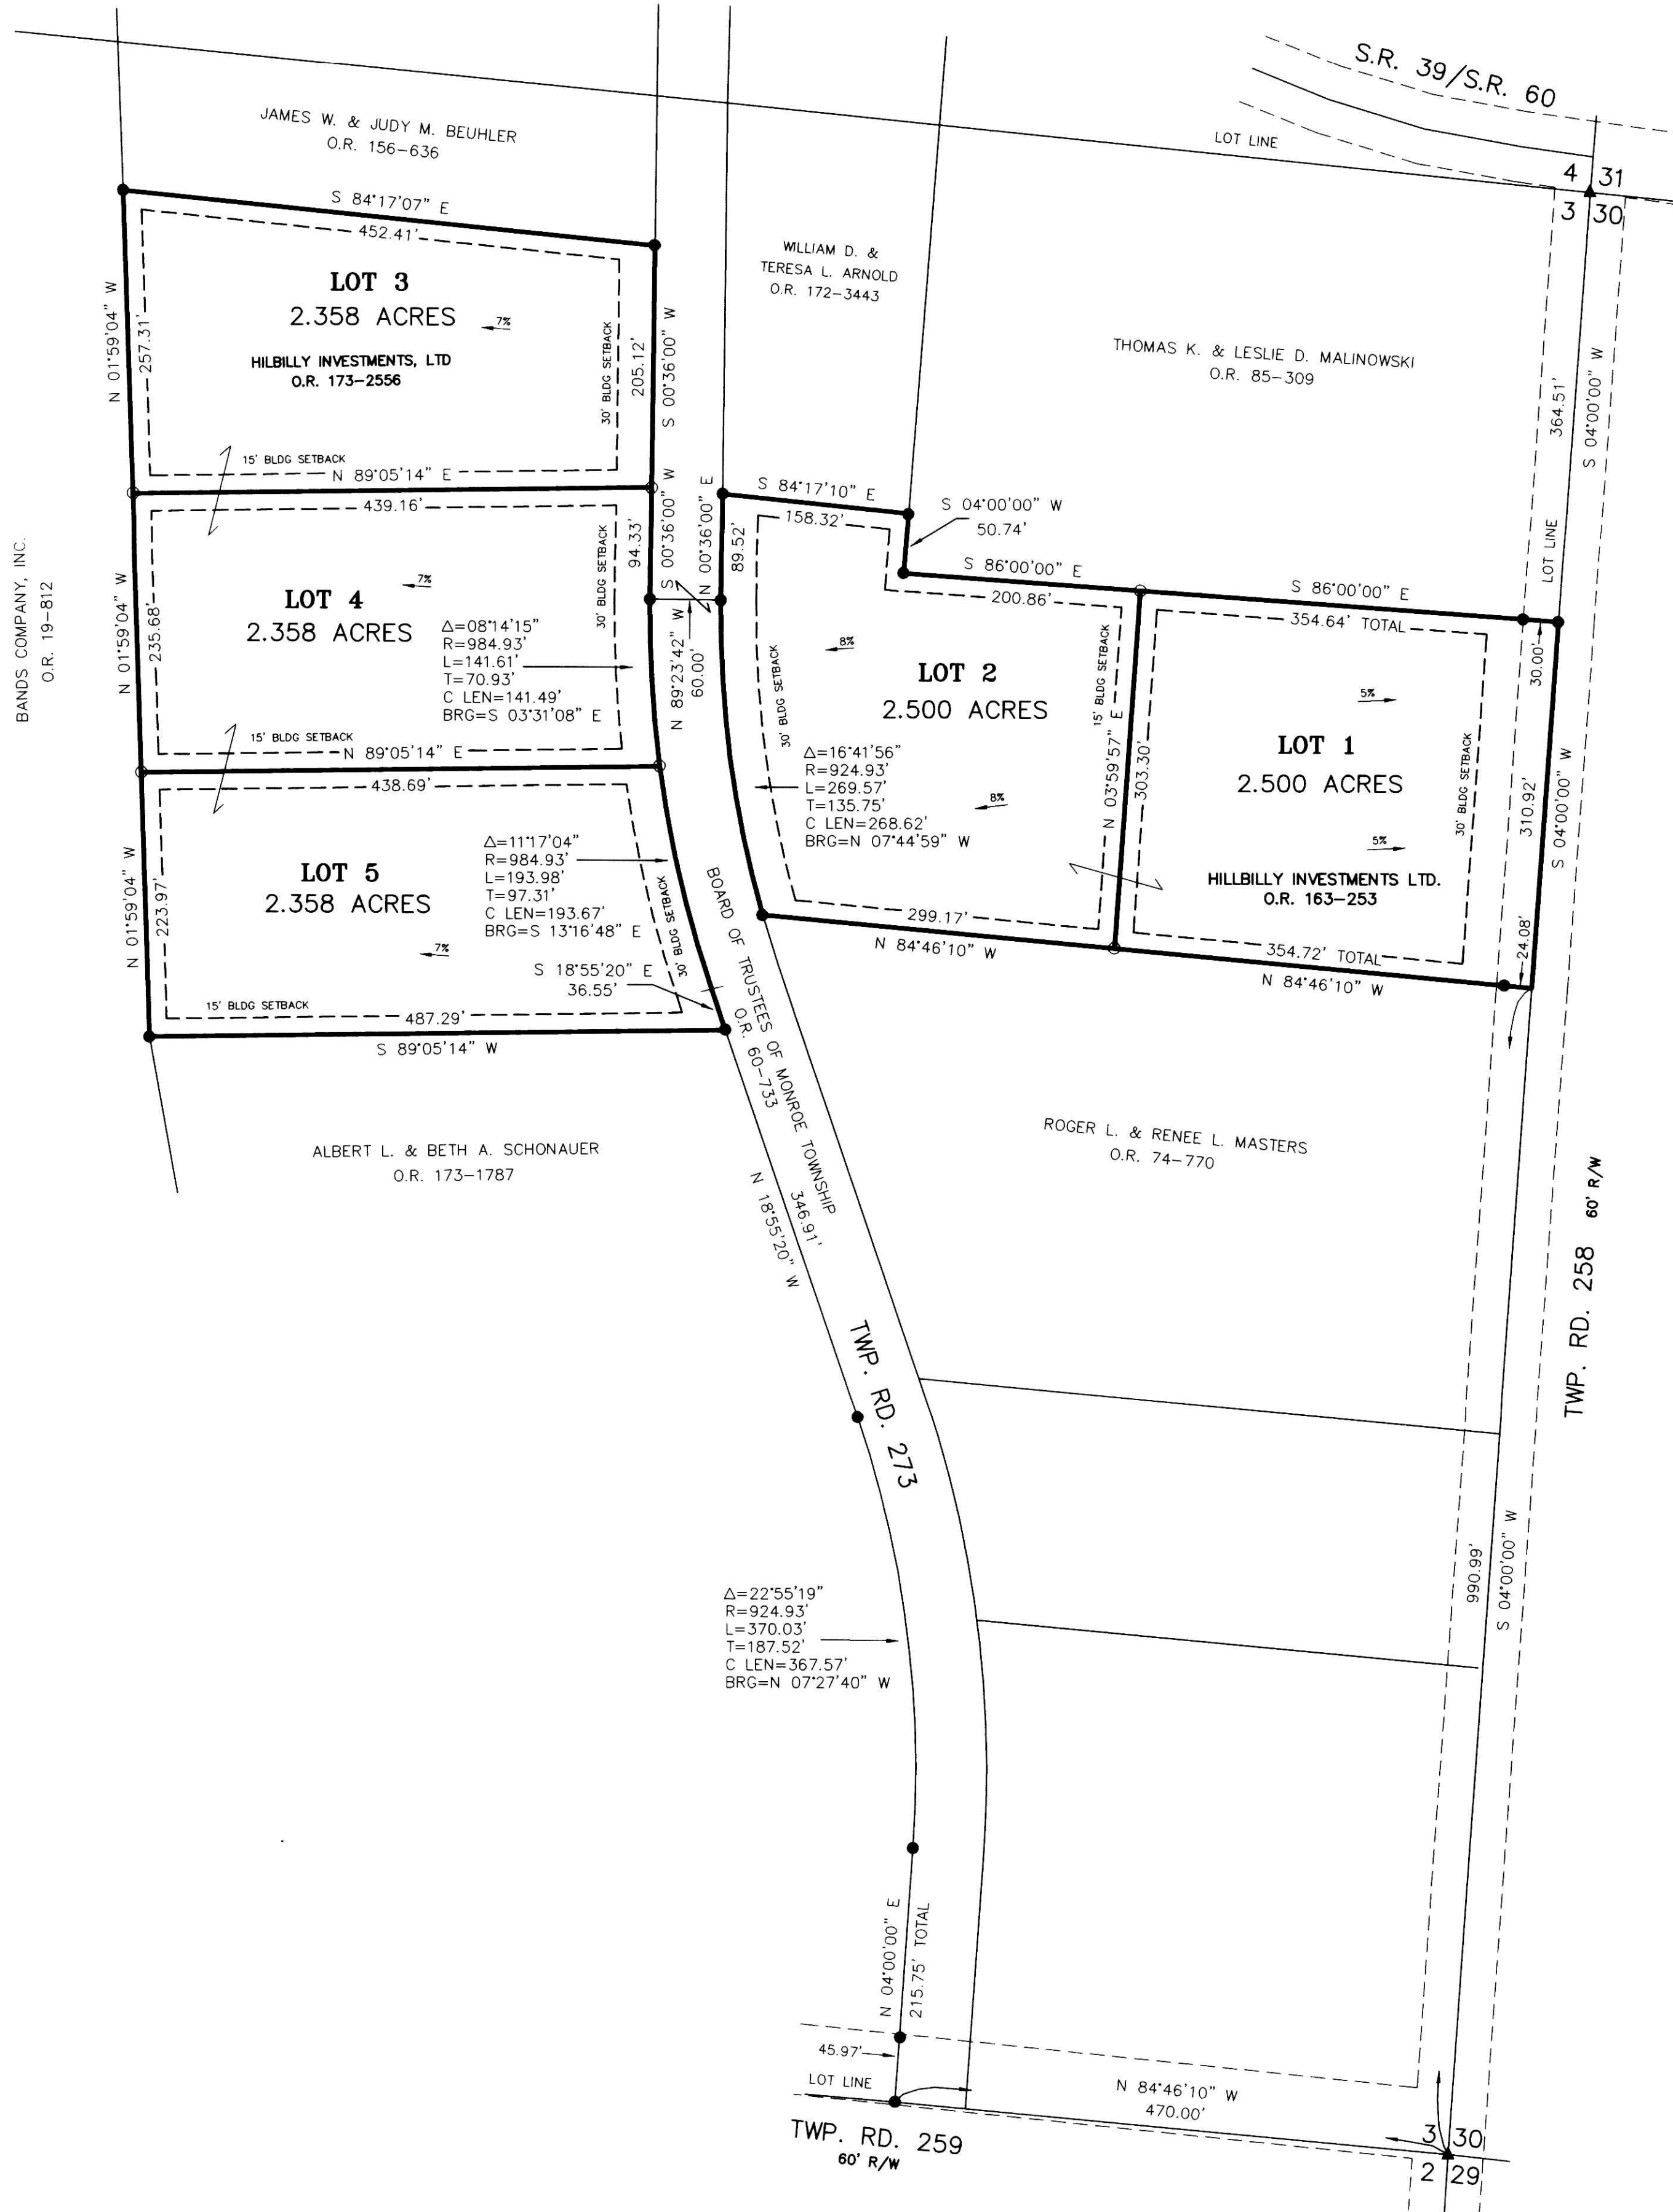 S.R. 39/S.R. 60
LOT LINE
4 31
3 30
JAMES W. & JUDY M. BEUHLER
O.R. 156-636
S 84°17'07" E
452.41'
LOT 3
2.358 ACRES
7%
HILBILLY INVESTMENTS, LTD
O.R. 173-2556
N 01°59'04" W
257.31'
30' BLDG SETBACK
205.12'
S 00°36'00" W
15' BLDG SETBACK
N 89°05'14" E
439.16'
WILLIAM D. &
TERESA L. ARNOLD
O.R. 172-3443
THOMAS K. & LESLIE D. MALINOWSKI
O.R. 85-309
364.51'
S 04°00'00" W
LOT LINE
BANDS COMPANY, INC.
O.R. 19-812
N 01°59'04" W
235.68'
LOT 4
2.358 ACRES
7%
30' BLDG SETBACK
94.33'
S 00°36'00" W
Δ=08°14'15"
R=984.93'
L=141.61'
T=70.93'
C LEN=141.49'
BRG=S 03°31'08" E
15' BLDG SETBACK
N 89°05'14" E
438.69'
N 89°23'42" W
60.00'
N 00°36'00" E
89.52'
S 84°17'10" E
158.32'
S 04°00'00" W
50.74'
S 86°00'00" E
200.86'
8%
LOT 2
2.500 ACRES
30' BLDG SETBACK
15' BLDG SETBACK
Δ=16°41'56"
R=924.93'
L=269.57'
T=135.75'
C LEN=268.62'
BRG=N 07°44'59" W
8%
N 03°59'57" E
303.30'
299.17'
N 84°46'10" W
S 86°00'00" E
354.64' TOTAL
30.00'
5%
LOT 1
2.500 ACRES
30' BLDG SETBACK
310.92'
S 04°00'00" W
5%
HILLBILLY INVESTMENTS LTD.
O.R. 163-253
24.08'
354.72' TOTAL
N 84°46'10" W
N 01°59'04" W
223.97'
LOT 5
2.358 ACRES
7%
Δ=11°17'04"
R=984.93'
L=193.98'
T=97.31'
C LEN=193.67'
BRG=S 13°16'48" E
30' BLDG SETBACK
S 18°55'20" E
36.55'
15' BLDG SETBACK
487.29'
S 89°05'14" W
BOARD OF TRUSTEES OF MONROE TOWNSHIP
O.R. 60-733
ALBERT L. & BETH A. SCHONAUER
O.R. 173-1787
ROGER L. & RENEE L. MASTERS
O.R. 74-770
346.91'
N 18°55'20" W
TWP. RD. 273
TWP. RD. 258 60' R/W
Δ=22°55'19"
R=924.93'
L=370.03'
T=187.52'
C LEN=367.57'
BRG=N 07°27'40" W
990.99'
S 04°00'00" W
N 04°00'00" E
215.75' TOTAL
45.97'
LOT LINE
N 84°46'10" W
470.00'
TWP. RD. 259
60' R/W
3 30
2 29